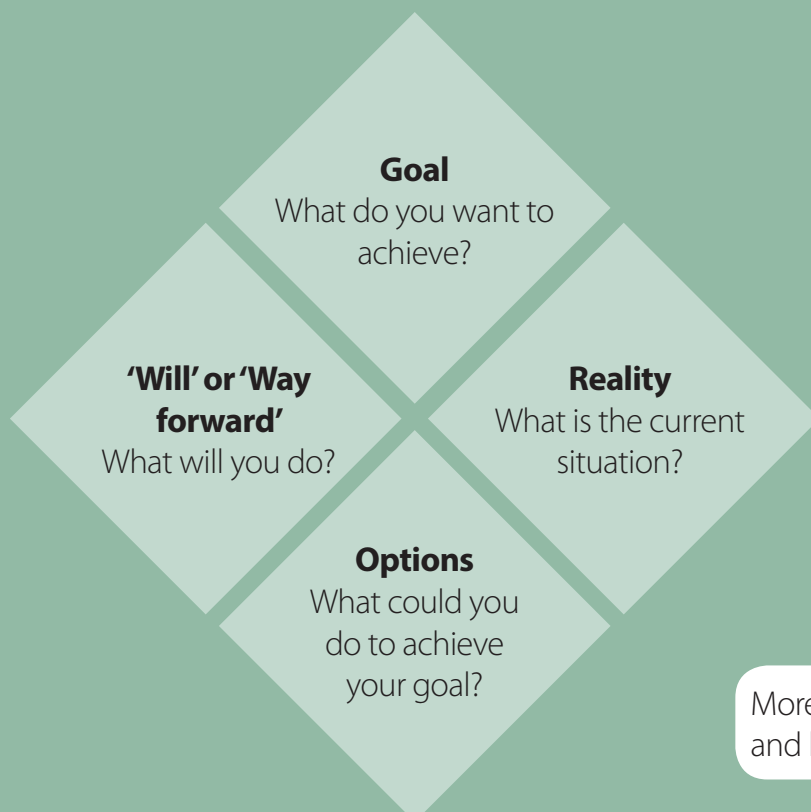 Goal
What do you want to
achieve?
'Will' or 'Way
forward'
What will you do?
Reality
What is the current
situation?
Options
What could you
do to achieve
your goal?
More
and